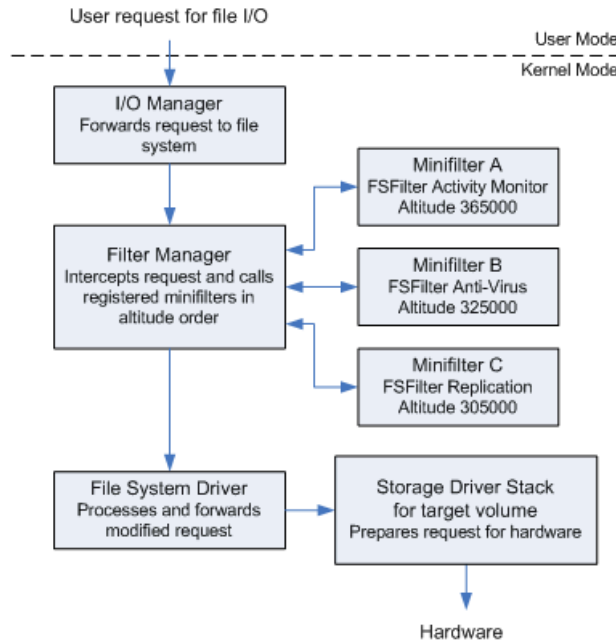 User request for file I/O
User Mode
Kernel Mode
I/O Manager
Forwards request to file
system
Minifilter A
FSFilter Activity Monitor
Altitude 365000
Filter Manager
Intercepts request and calls
registered minifilters in
altitude order
Minifilter B
FSFilter Anti-Virus
Altitude 325000
Minifilter C
FSFilter Replication
Altitude 305000
File System Driver
Processes and forwards
modified request
Storage Driver Stack
for target volume
Prepares request for hardware
Hardware